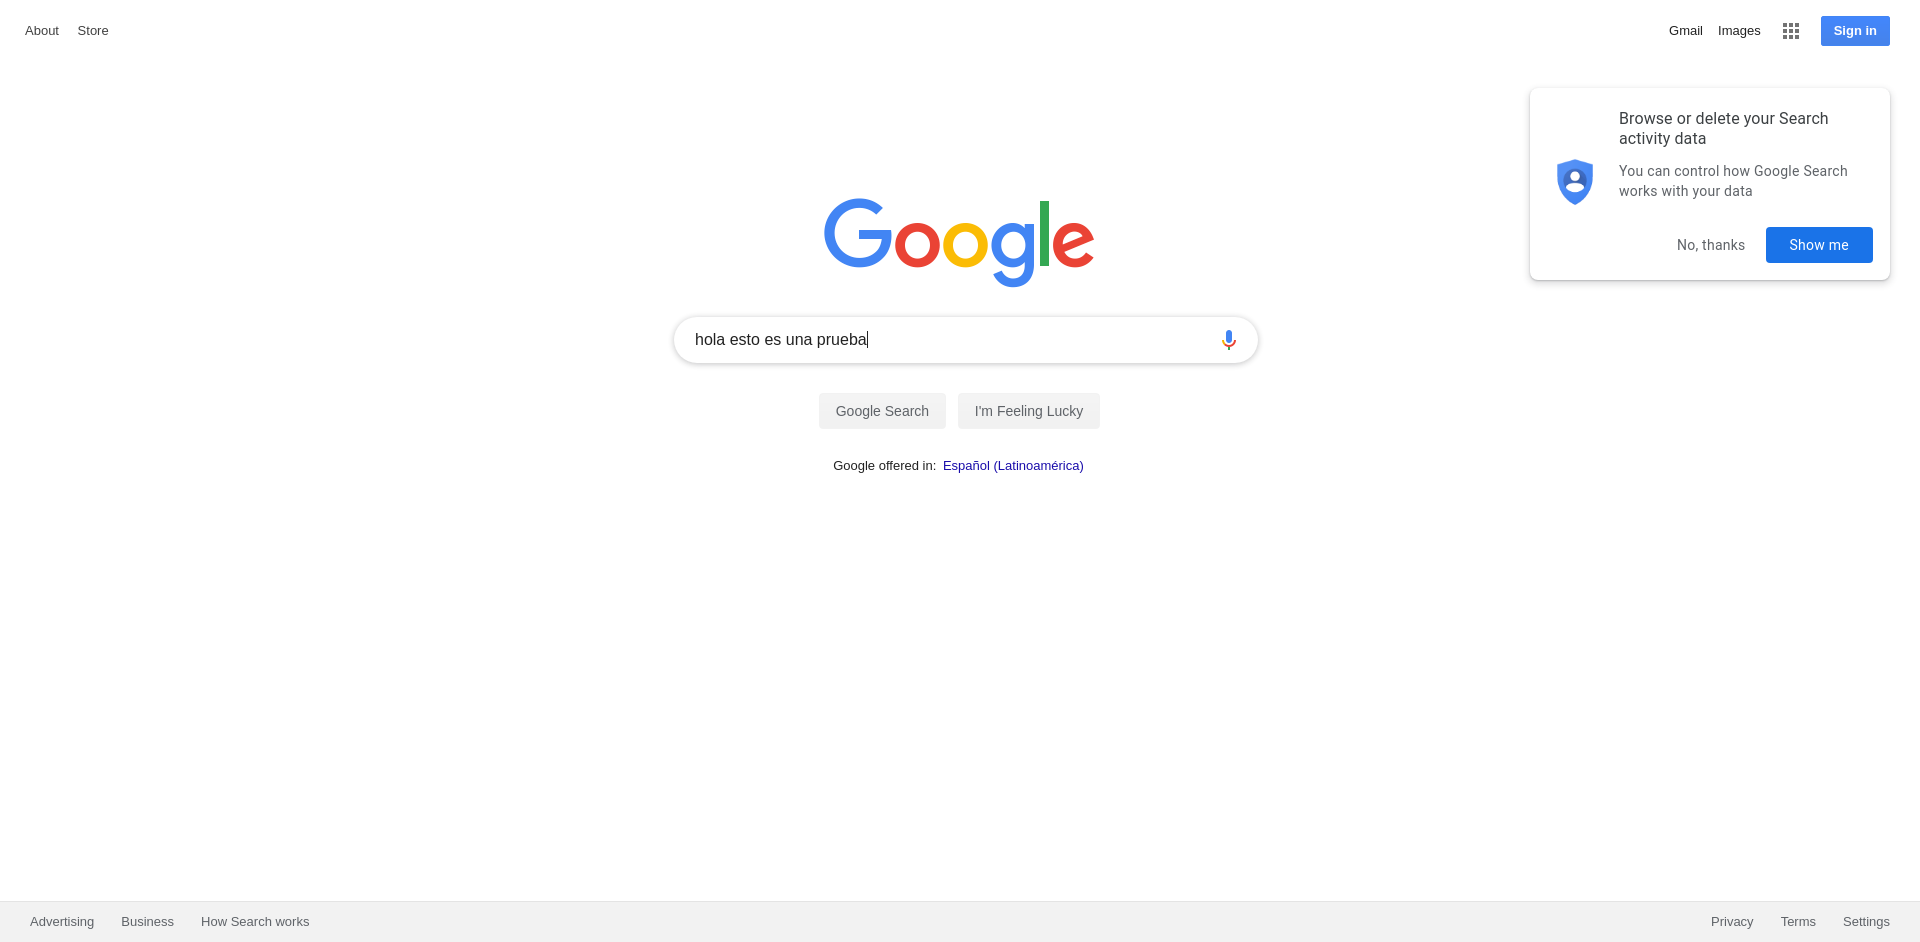 About Store
Gmail Images Sign in
Browse or delete your Search
activity data
You can control how Google Search
works with your data
No, thanks Show me
Google
hola esto es una prueba
Google Search I'm Feeling Lucky
Google offered in: Español (Latinoamérica)
Advertising Business How Search works
Privacy Terms Settings